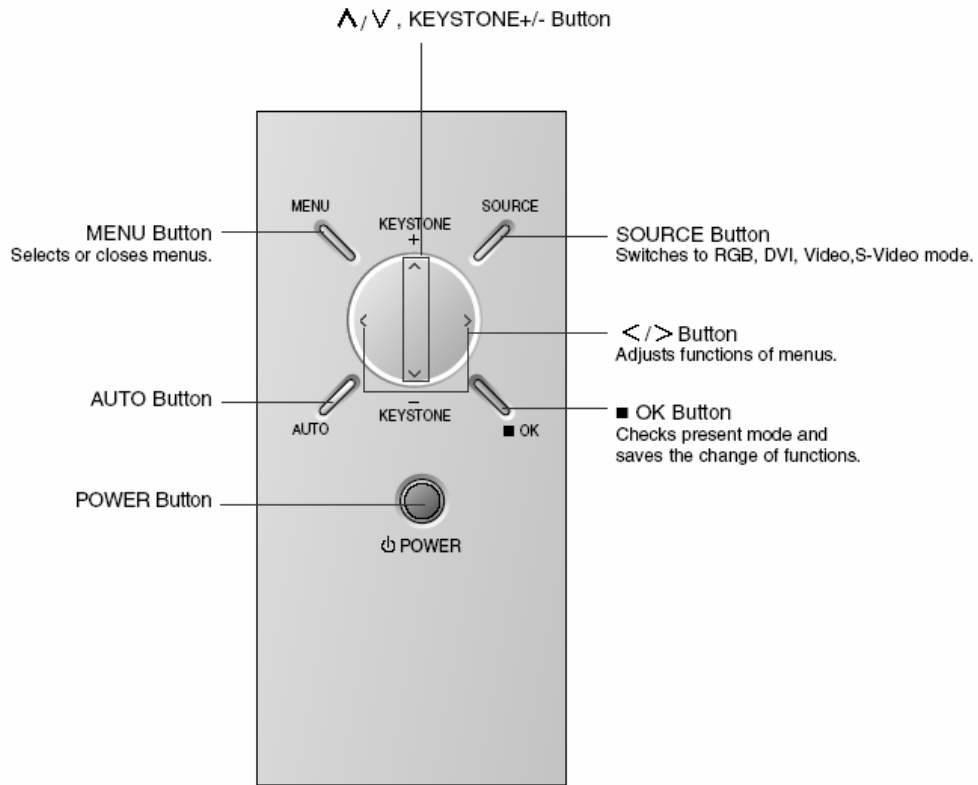 ∧/∨ , KEYSTONE+/- Button
MENU
SOURCE
KEYSTONE
+
MENU Button
Selects or closes menus.
SOURCE Button
Switches to RGB, DVI, Video,S-Video mode.
∧
< >
∨
</> Button
Adjusts functions of menus.
AUTO Button
AUTO
−
KEYSTONE
■ OK
■ OK Button
Checks present mode and
saves the change of functions.
POWER Button
⏻ POWER